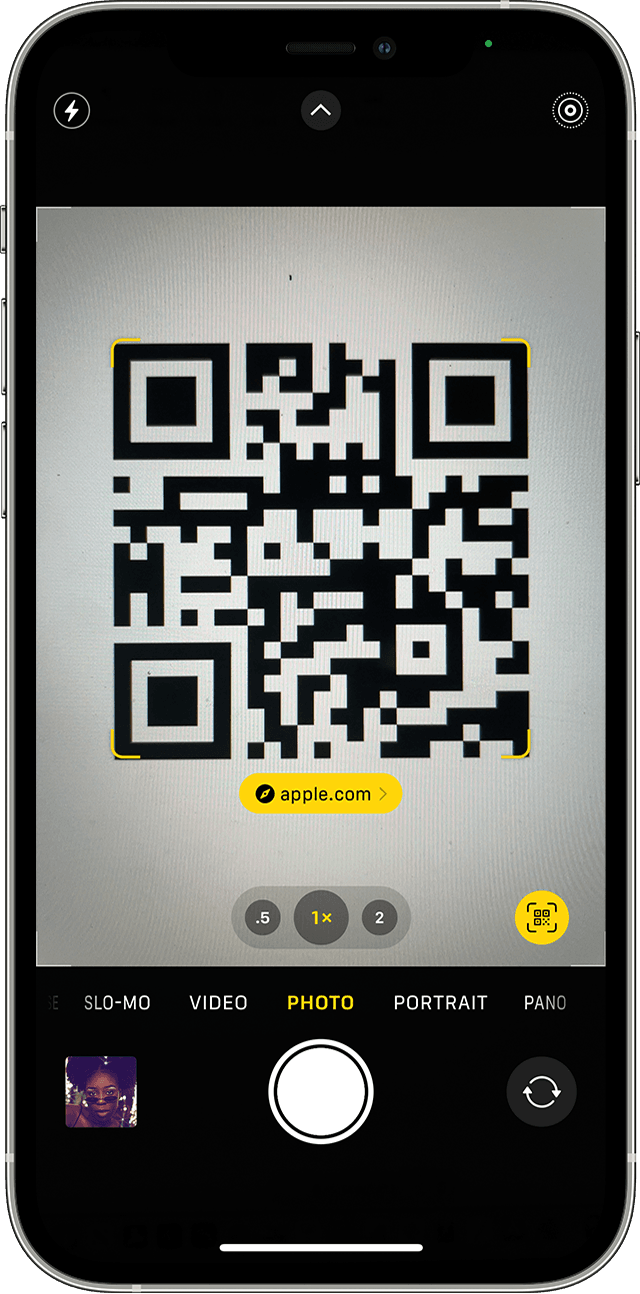 apple.com
.5 1× 2
SLO-MO VIDEO PHOTO PORTRAIT PANO